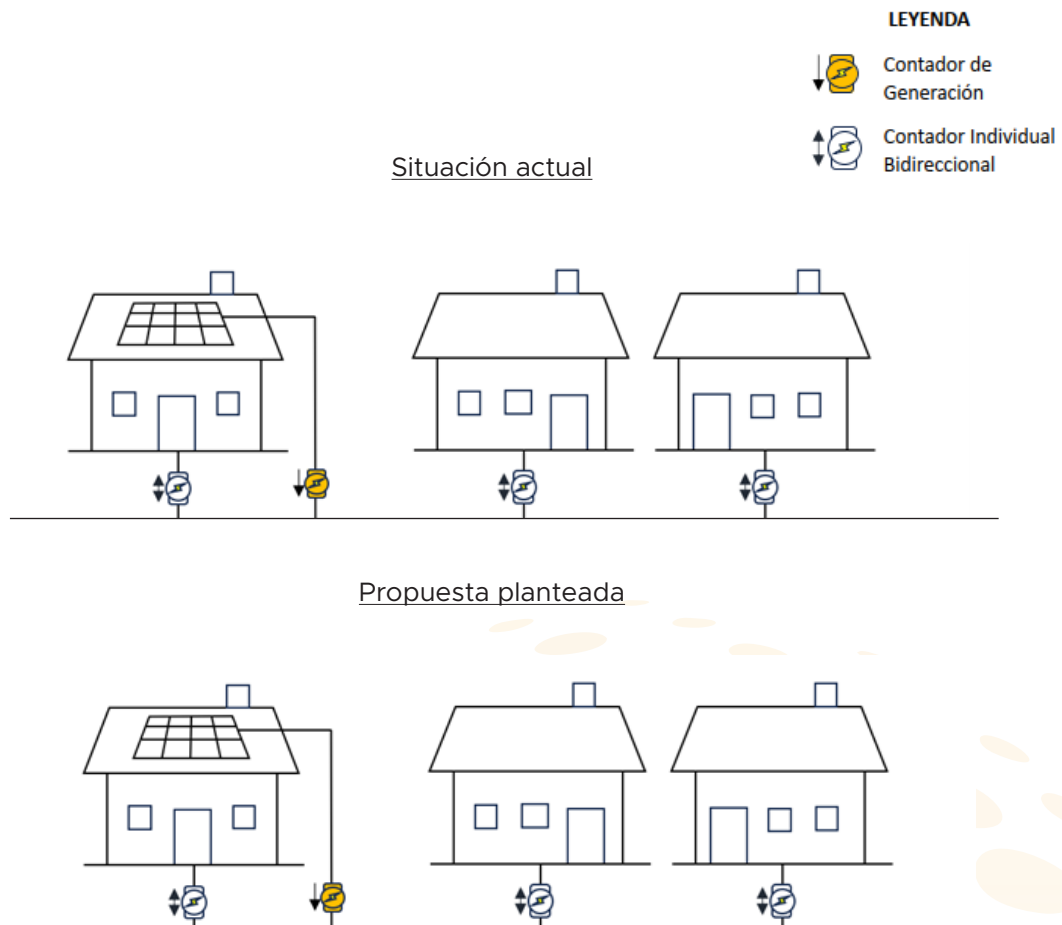 LEYENDA
Contador de
Generación
Contador Individual
Bidireccional
Situación actual
Propuesta planteada